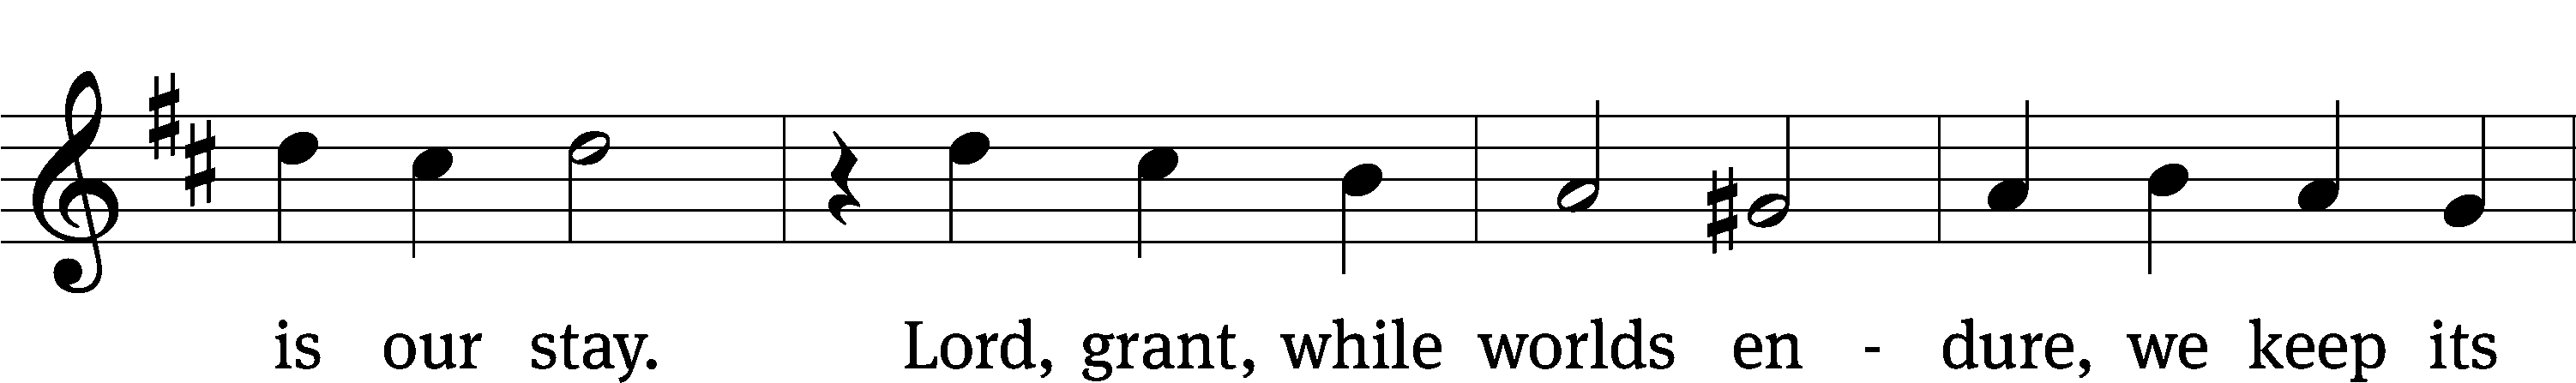 is our stay. Lord, grant, while worlds en - dure, we keep its